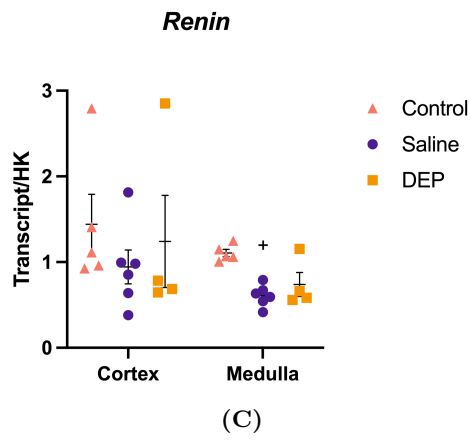 Renin
3
2
1
0
Transcript/HK
Cortex
Medulla
+
Control
Saline
DEP
(C)